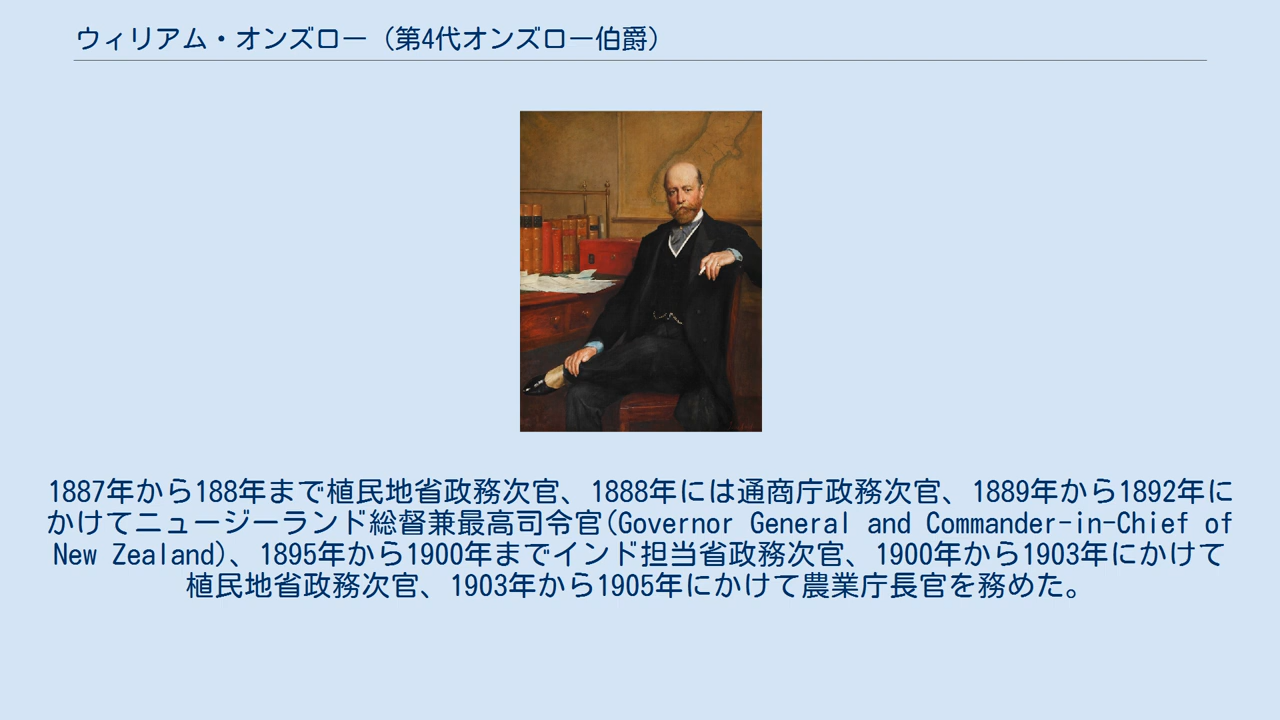 ウィリアム・オンズロー（第4代オンズロー伯爵）
1887年から188年まで植民地省政務次官、1888年には通商庁政務次官、1889年から1892年に
かけてニュージーランド総督兼最高司令官(Governor General and Commander-in-Chief of
New Zealand)、1895年から1900年までインド担当省政務次官、1900年から1903年にかけて
植民地省政務次官、1903年から1905年にかけて農業庁長官を務めた。